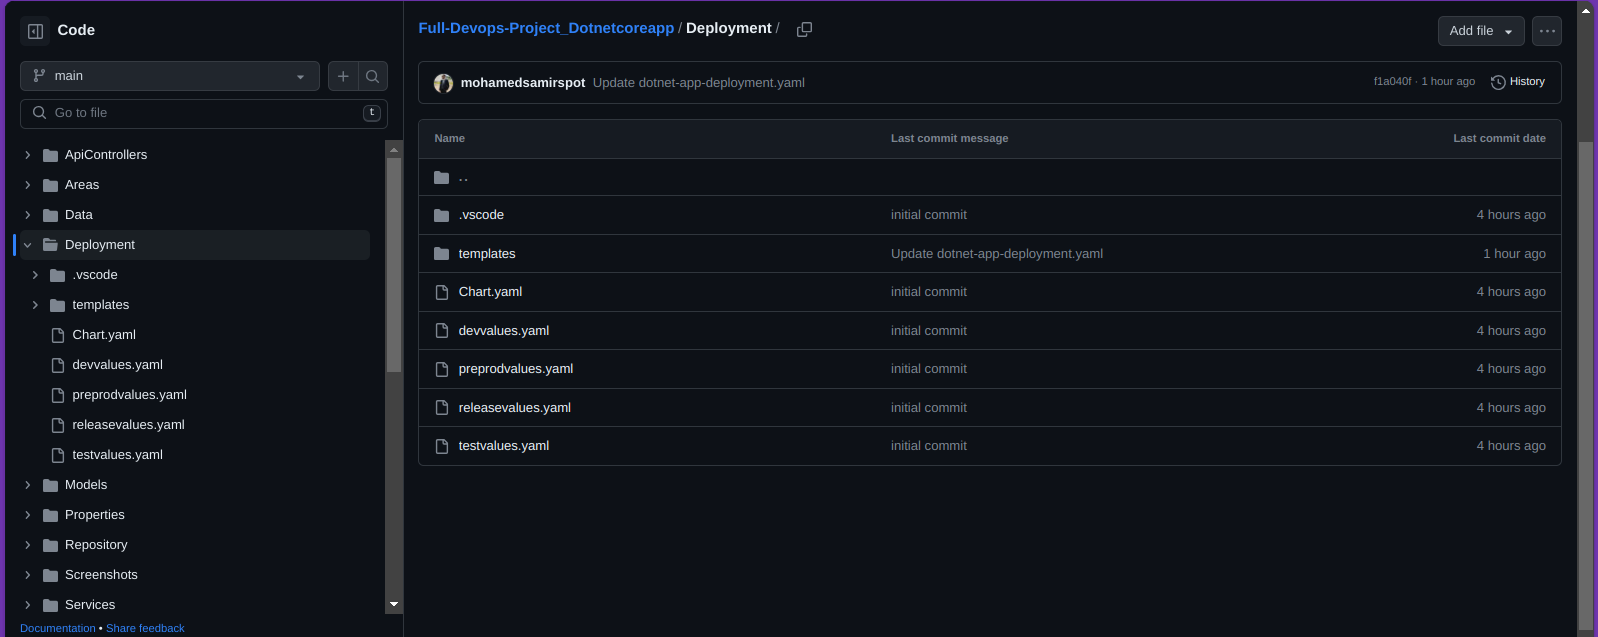 Code
main
Go to file
t
ApiControllers
Areas
Data
Deployment
.vscode
templates
Chart.yaml
devvalues.yaml
preprodvalues.yaml
releasevalues.yaml
testvalues.yaml
Models
Properties
Repository
Screenshots
Services
Documentation • Share feedback
Full-Devops-Project_Dotnetcoreapp / Deployment /
Add file
mohamedsamirspot Update dotnet-app-deployment.yaml f1a040f · 1 hour ago History
Name Last commit message Last commit date
..
.vscode initial commit 4 hours ago
templates Update dotnet-app-deployment.yaml 1 hour ago
Chart.yaml initial commit 4 hours ago
devvalues.yaml initial commit 4 hours ago
preprodvalues.yaml initial commit 4 hours ago
releasevalues.yaml initial commit 4 hours ago
testvalues.yaml initial commit 4 hours ago